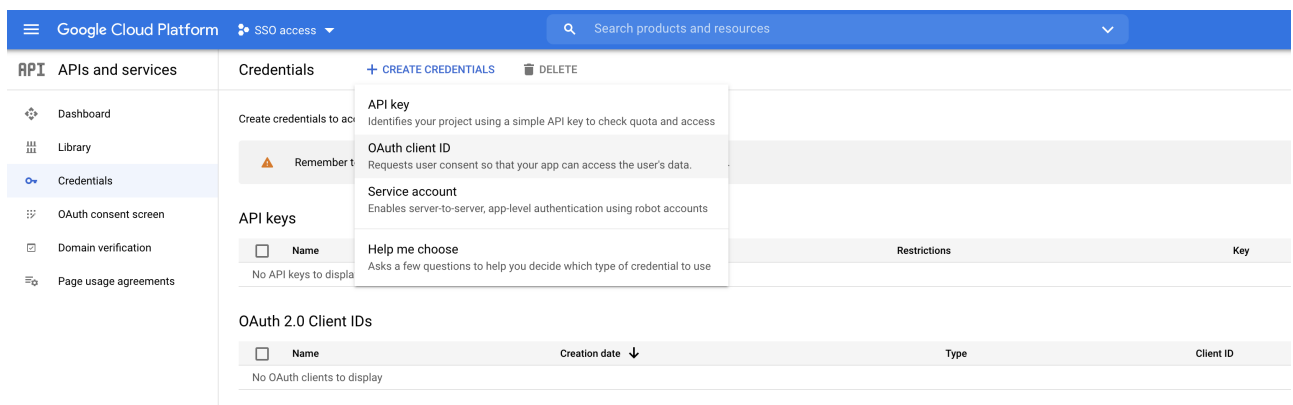 Google Cloud Platform SSO access Search products and resources
API APIs and services Credentials + CREATE CREDENTIALS DELETE
Dashboard
Library
Credentials
OAuth consent screen
Domain verification
Page usage agreements
Create credentials to
Remember
API key
Identifies your project using a simple API key to check quota and access
OAuth client ID
Requests user consent so that your app can access the user's data.
Service account
Enables server-to-server, app-level authentication using robot accounts
Help me choose
Asks a few questions to help you decide which type of credential to use
API keys
Name Restrictions Key
No API keys to
OAuth 2.0 Client IDs
Name Creation date Type Client ID
No OAuth clients to display